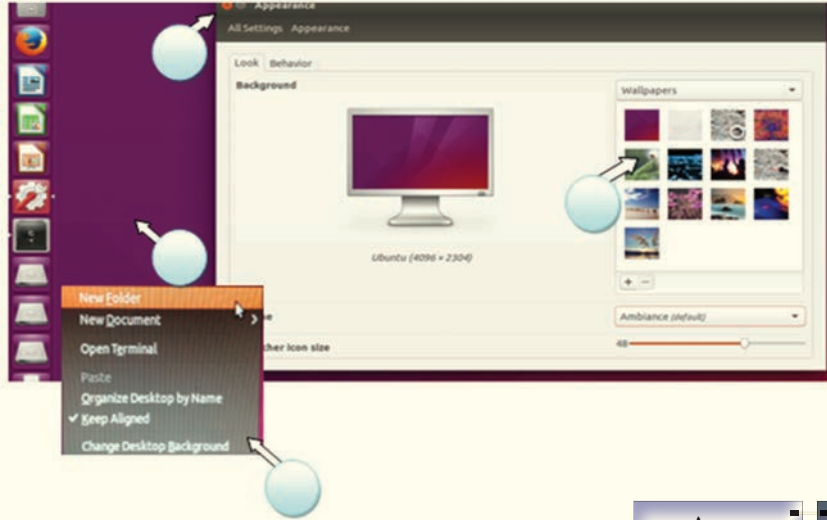 Appearance
All Settings Appearance
Look Behavior
Background
Wallpapers
Ubuntu (4096 × 2304)
Ambiance (default)
cher icon size
48
New Folder
New Document
Open Terminal
Paste
Organize Desktop by Name
Keep Aligned
Change Desktop Background